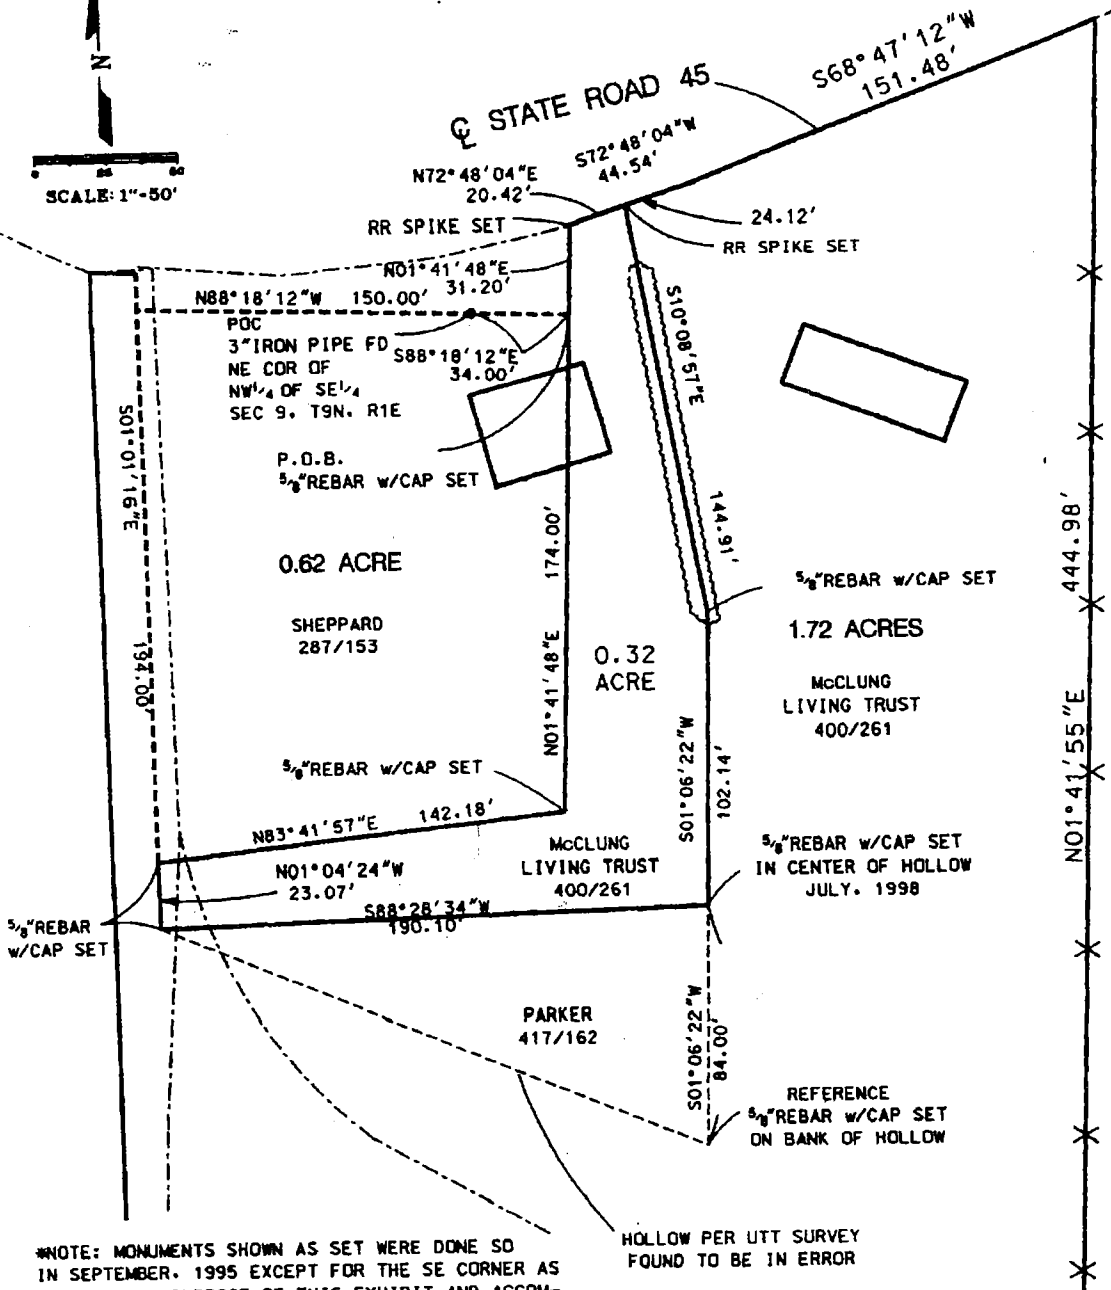 N
0 25 50
SCALE: 1"-50'
℄ STATE ROAD 45
S68°47'12"W
151.48'
S72°48'04"W
44.54'
N72°48'04"E
20.42'
RR SPIKE SET
24.12'
RR SPIKE SET
N01°41'48"E
31.20'
N88°18'12"W 150.00'
POC
3"IRON PIPE FD
NE COR OF
NW1/4 OF SE1/4
SEC 9. T9N. R1E
S88°18'12"E
34.00'
P.O.B.
5/8"REBAR w/CAP SET
S10°08'57"E
144.91'
S01°01'16"E
194.00'
0.62 ACRE
SHEPPARD
287/153
174.00'
N01°41'48"E
0.32
ACRE
5/8"REBAR w/CAP SET
1.72 ACRES
McCLUNG
LIVING TRUST
400/261
444.98'
N01°41'55"E
S01°06'22"W
102.14'
5/8"REBAR w/CAP SET
N83°41'57"E 142.18'
N01°04'24"W
23.07'
McCLUNG
LIVING TRUST
400/261
5/8"REBAR w/CAP SET
IN CENTER OF HOLLOW
JULY. 1998
S88°28'34"W
190.10'
5/8"REBAR
w/CAP SET
PARKER
417/162
S01°06'22"W
84.00'
REFERENCE
5/8"REBAR w/CAP SET
ON BANK OF HOLLOW
HOLLOW PER UTT SURVEY
FOUND TO BE IN ERROR
*NOTE: MONUMENTS SHOWN AS SET WERE DONE SO
IN SEPTEMBER. 1995 EXCEPT FOR THE SE CORNER AS
OF THIS EXHIBIT AND ACCOM-